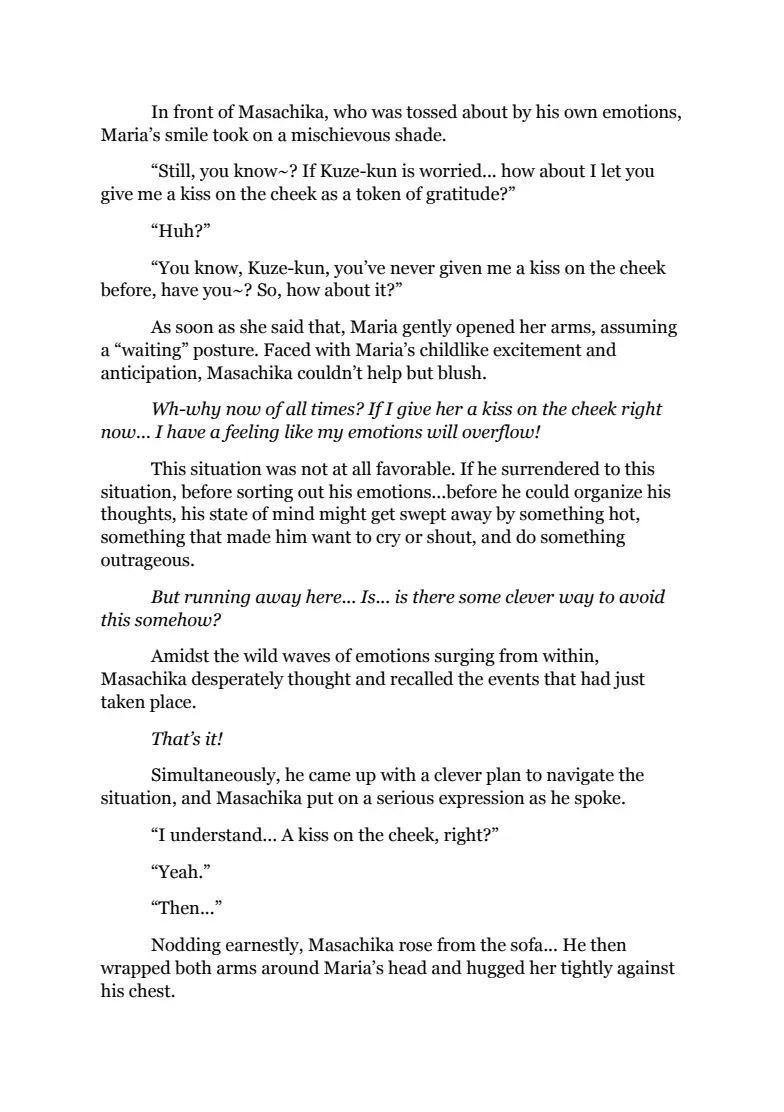 In front of Masachika, who was tossed about by his own emotions,
Maria’s smile took on a mischievous shade.
“Still, you know~? If Kuze-kun is worried... how about I let you
give me a kiss on the cheek as a token of gratitude?”
“Huh?”
“You know, Kuze-kun, you’ve never given me a kiss on the cheek
before, have you~? So, how about it?”
As soon as she said that, Maria gently opened her arms, assuming
a “waiting” posture. Faced with Maria’s childlike excitement and
anticipation, Masachika couldn’t help but blush.
Wh-why now of all times? If I give her a kiss on the cheek right
now... I have a feeling like my emotions will overflow!
This situation was not at all favorable. If he surrendered to this
situation, before sorting out his emotions...before he could organize his
thoughts, his state of mind might get swept away by something hot,
something that made him want to cry or shout, and do something
outrageous.
But running away here... Is... is there some clever way to avoid
this somehow?
Amidst the wild waves of emotions surging from within,
Masachika desperately thought and recalled the events that had just
taken place.
That’s it!
Simultaneously, he came up with a clever plan to navigate the
situation, and Masachika put on a serious expression as he spoke.
“I understand... A kiss on the cheek, right?”
“Yeah.”
“Then...”
Nodding earnestly, Masachika rose from the sofa... He then
wrapped both arms around Maria’s head and hugged her tightly against
his chest.